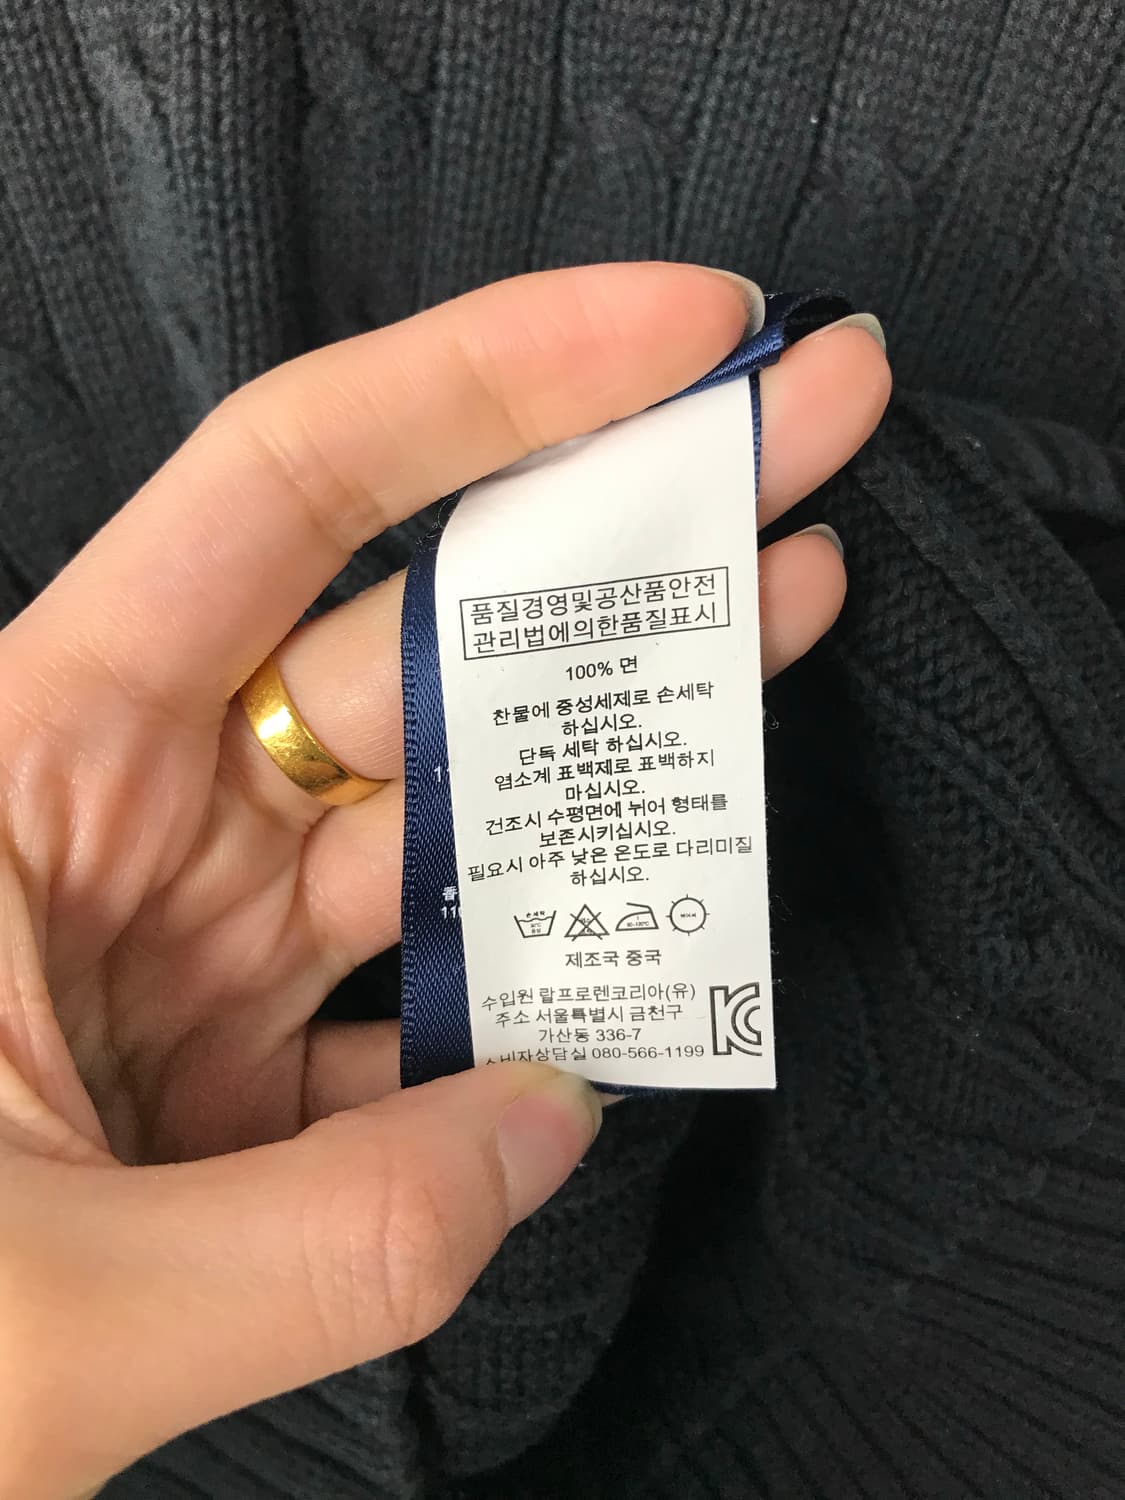 품질경영및공산품안전
관리법에의한품질표시
100% 면
찬물에 중성세제로 손세탁
하십시오.
단독 세탁 하십시오.
염소계 표백제로 표백하지
마십시오.
건조시 수평면에 뉘어 형태를
보존시키십시오.
필요시 아주 낮은 온도로 다리미질
하십시오.
손세탁
제조국 중국
수입원 랄프로렌코리아(유)
주소 서울특별시 금천구
가산동 336-7
소비자상담실 080-566-1199
KC
香
110